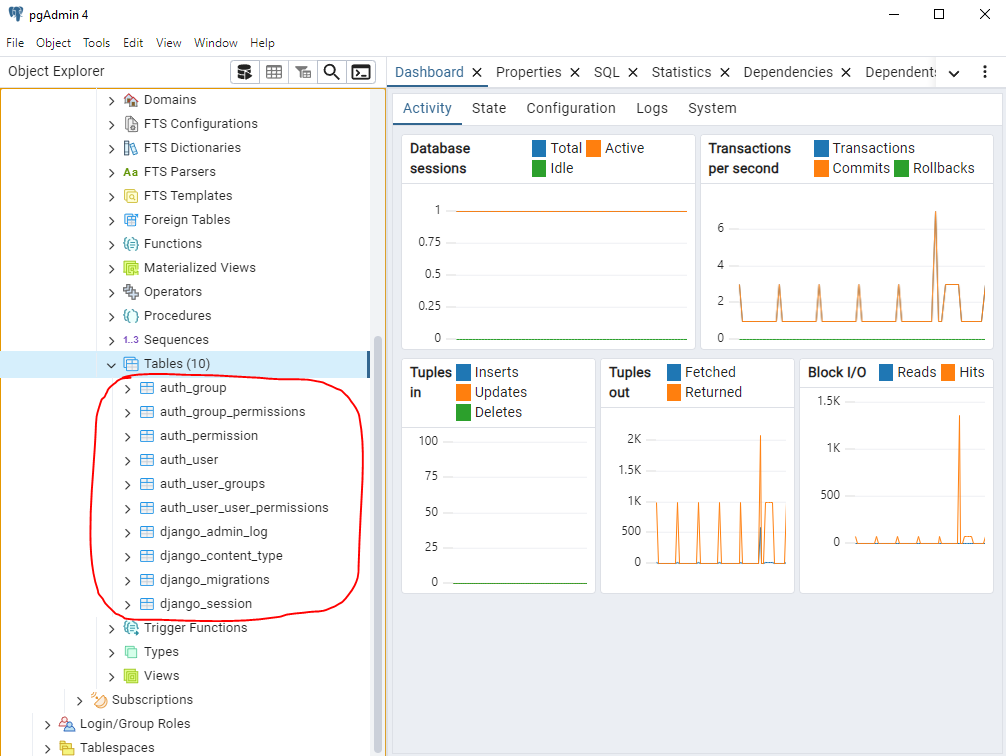 pgAdmin 4
File Object Tools Edit View Window Help
Object Explorer
Domains
FTS Configurations
FTS Dictionaries
Aa FTS Parsers
FTS Templates
Foreign Tables
Functions
Materialized Views
Operators
Procedures
1..3 Sequences
Tables (10)
auth_group
auth_group_permissions
auth_permission
auth_user
auth_user_groups
auth_user_user_permissions
django_admin_log
django_content_type
django_migrations
django_session
Trigger Functions
Types
Views
Subscriptions
Login/Group Roles
Tablespaces
Dashboard Properties SQL Statistics Dependencies Dependents
Activity State Configuration Logs System
Database sessions
Total Active
Idle
1
0.75
0.5
0.25
0
Transactions per second
Transactions
Commits Rollbacks
6
4
2
0
Tuples in
Inserts
Updates
Deletes
100
75
50
25
0
Tuples out
Fetched
Returned
2K
1.5K
1K
500
0
Block I/O
Reads Hits
1.5K
1K
500
0